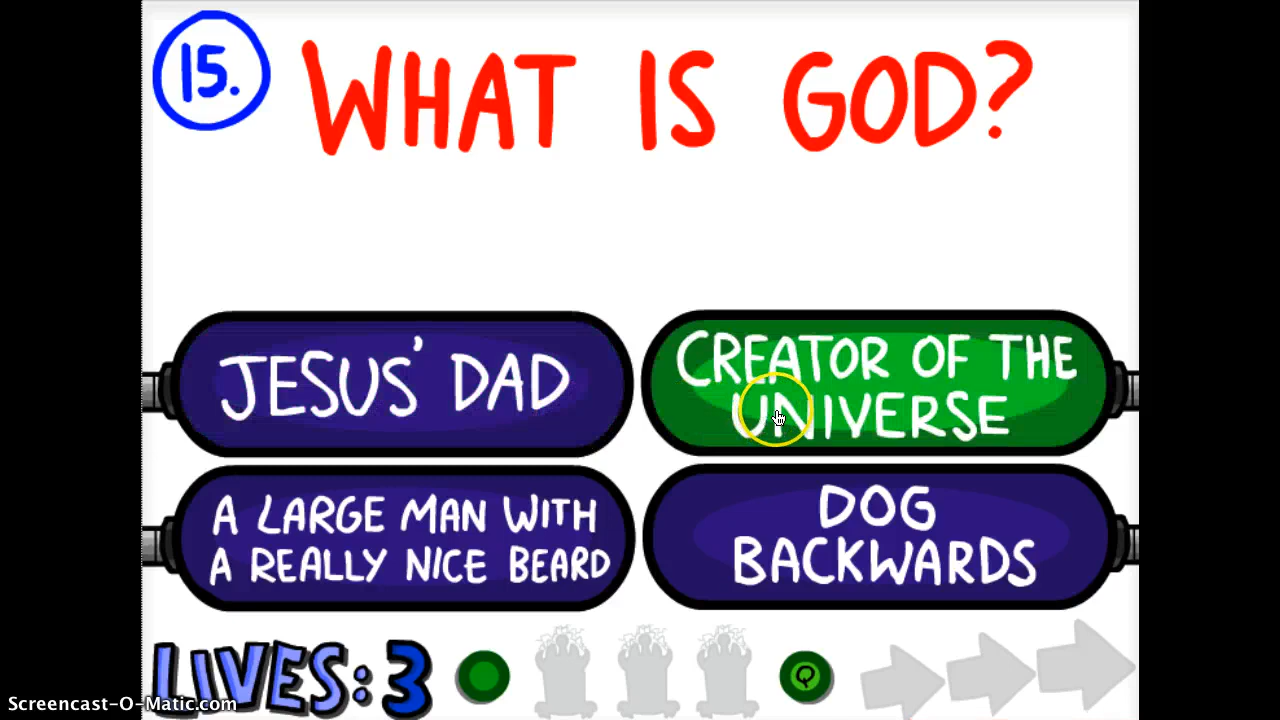 15.
WHAT IS GOD?
JESUS' DAD
CREATOR OF THE
UNIVERSE
A LARGE MAN WITH
A REALLY NICE BEARD
DOG
BACKWARDS
LIVES: 3
Q
Screencast-O-Matic.com